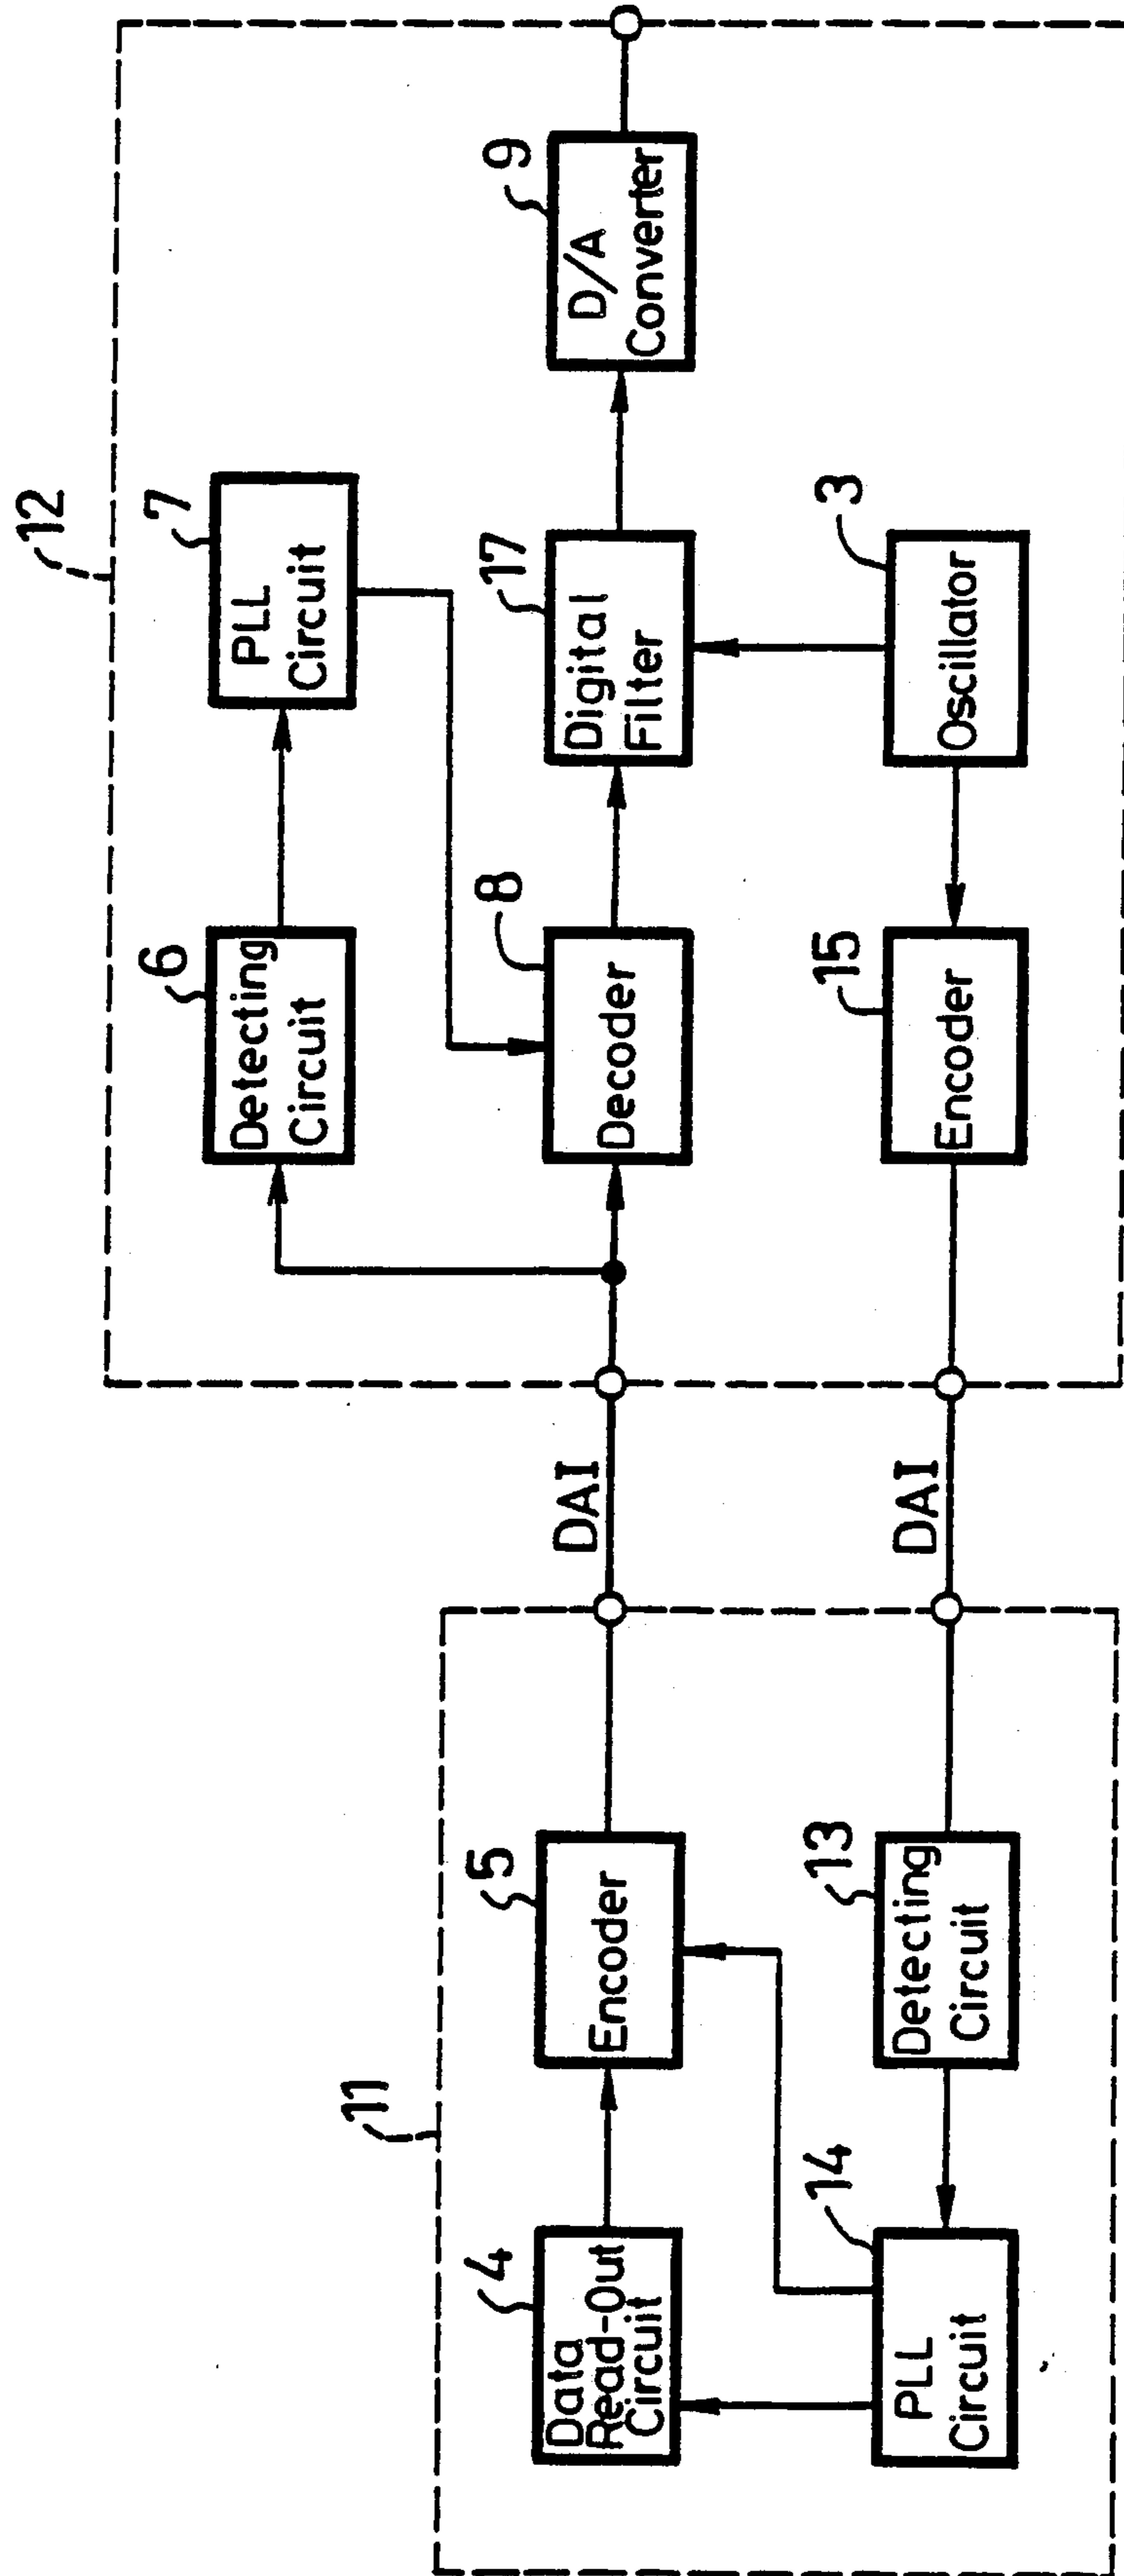 12
6
Detecting
Circuit
7
PLL
Circuit
11
4
Data
Read-Out
Circuit
5
Encoder
DAI
8
Decoder
17
Digital
Filter
9
D/A
Converter
14
PLL
Circuit
13
Detecting
Circuit
DAI
15
Encoder
3
Oscillator